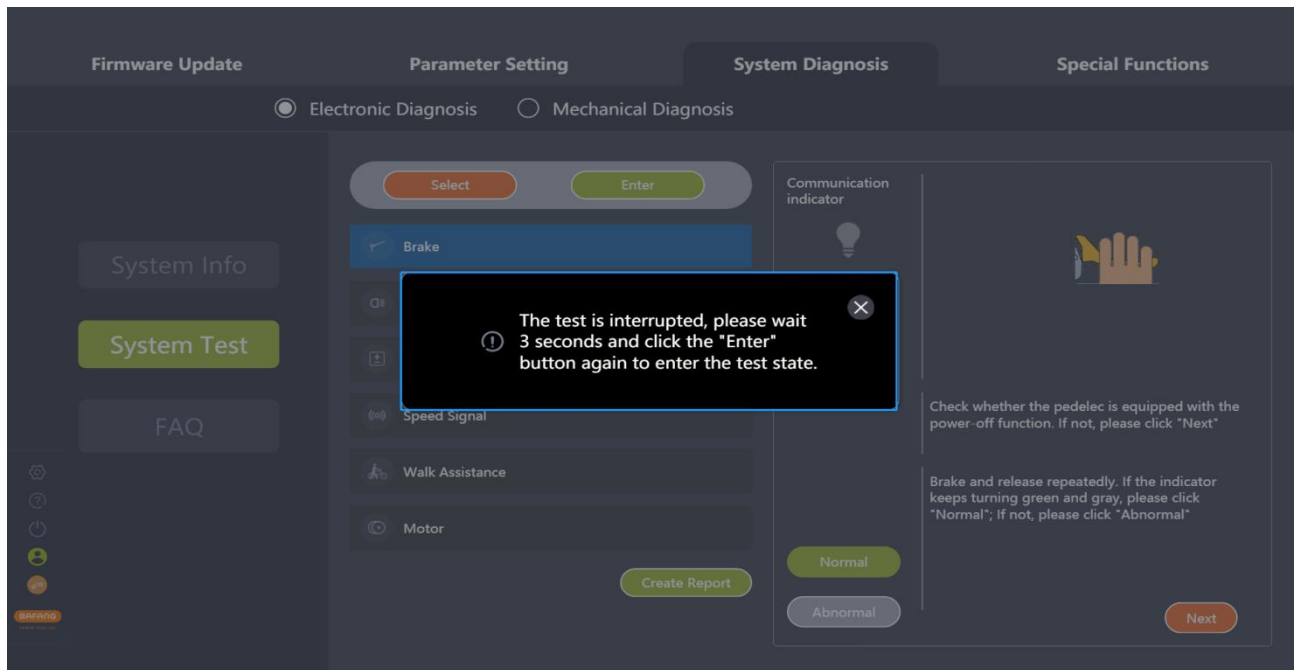 Firmware Update
Parameter Setting
System Diagnosis
Special Functions
Electronic Diagnosis
Mechanical Diagnosis
System Info
System Test
FAQ
BAFANG
Select
Enter
Brake
Speed Signal
Walk Assistance
Motor
Create Report
The test is interrupted, please wait
3 seconds and click the "Enter"
button again to enter the test state.
Communication
indicator
Normal
Abnormal
Check whether the pedelec is equipped with the
power-off function. If not, please click "Next"
Brake and release repeatedly. If the indicator
keeps turning green and gray, please click
"Normal"; If not, please click "Abnormal"
Next